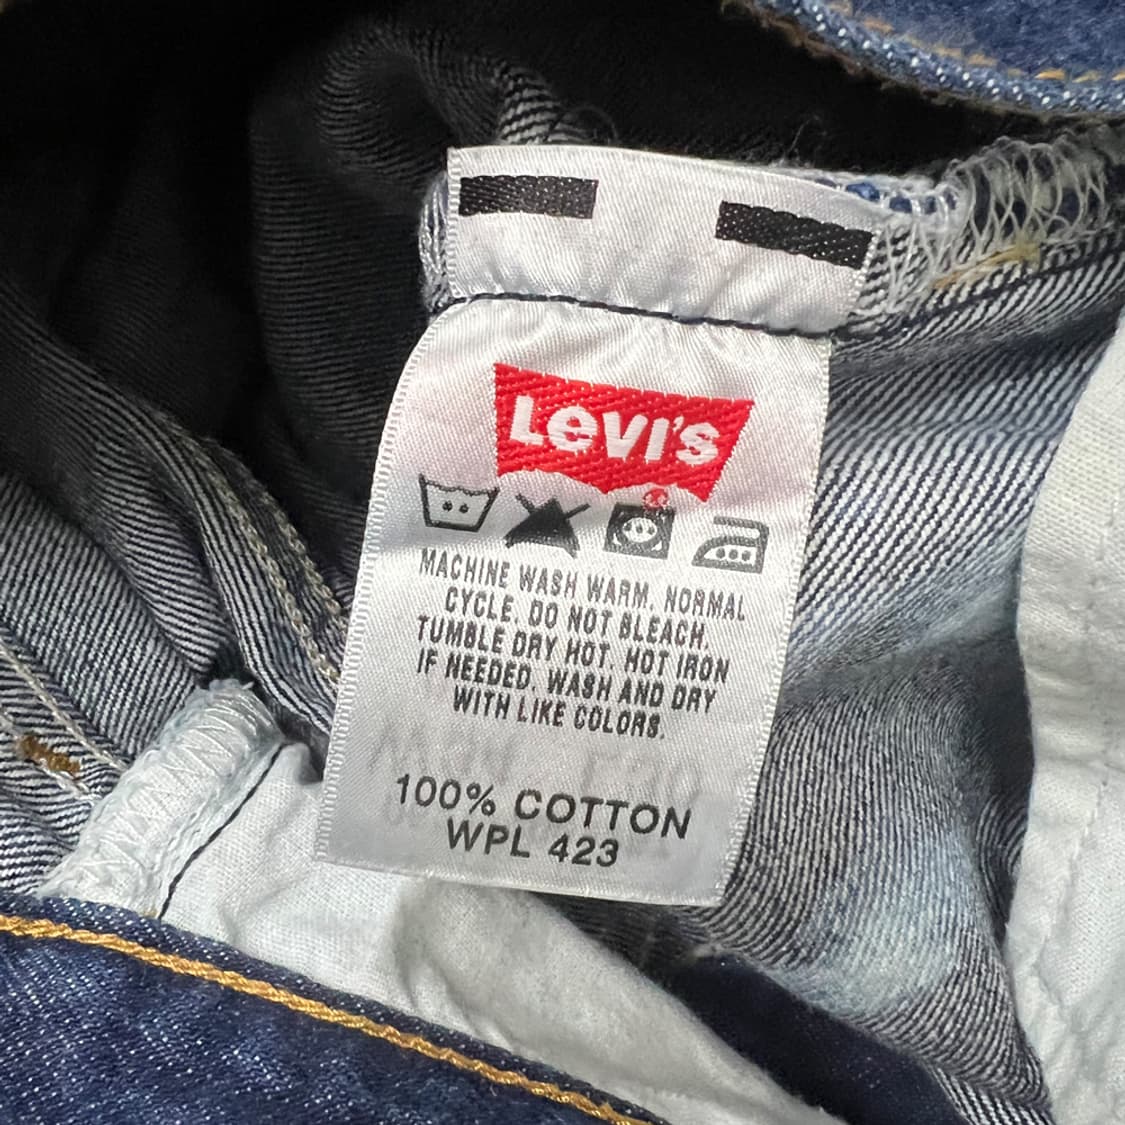 LEVI'S
MACHINE WASH WARM, NORMAL
CYCLE. DO NOT BLEACH.
TUMBLE DRY HOT. HOT IRON
IF NEEDED. WASH AND DRY
WITH LIKE COLORS.
100% COTTON
WPL 423